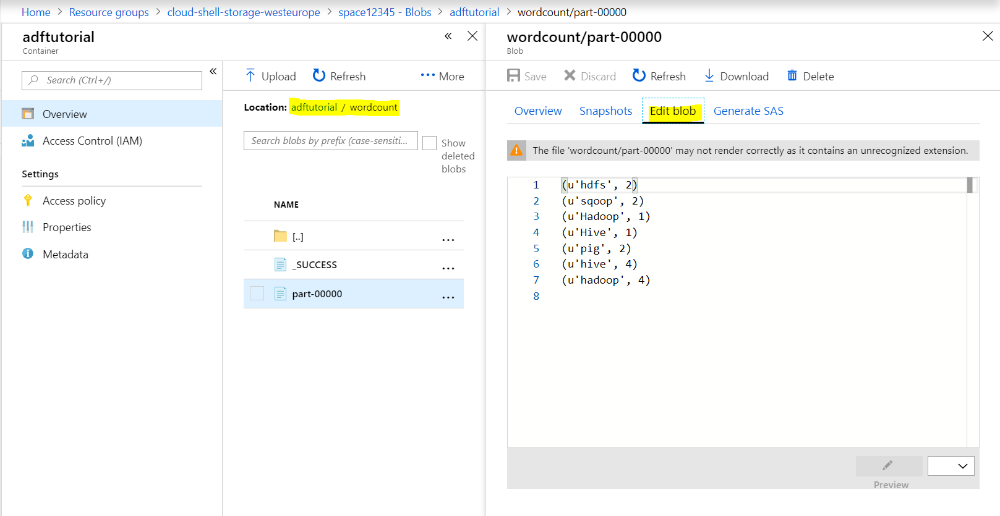 Home > Resource groups > cloud-shell-storage-westeurope > space12345 - Blobs > adftutorial > wordcount/part-00000
adftutorial
Container
Search (Ctrl+/)
Overview
Access Control (IAM)
Settings
Access policy
Properties
Metadata
Upload Refresh ... More
Location: adftutorial / wordcount
Search blobs by prefix (case-sensiti...
Show
deleted
blobs
NAME
[..] ...
_SUCCESS ...
part-00000 ...
wordcount/part-00000
Blob
Save Discard Refresh Download Delete
Overview Snapshots Edit blob Generate SAS
The file 'wordcount/part-00000' may not render correctly as it contains an unrecognized extension.
1 (u'hdfs', 2)
2 (u'sqoop', 2)
3 (u'Hadoop', 1)
4 (u'Hive', 1)
5 (u'pig', 2)
6 (u'hive', 4)
7 (u'hadoop', 4)
8
Preview